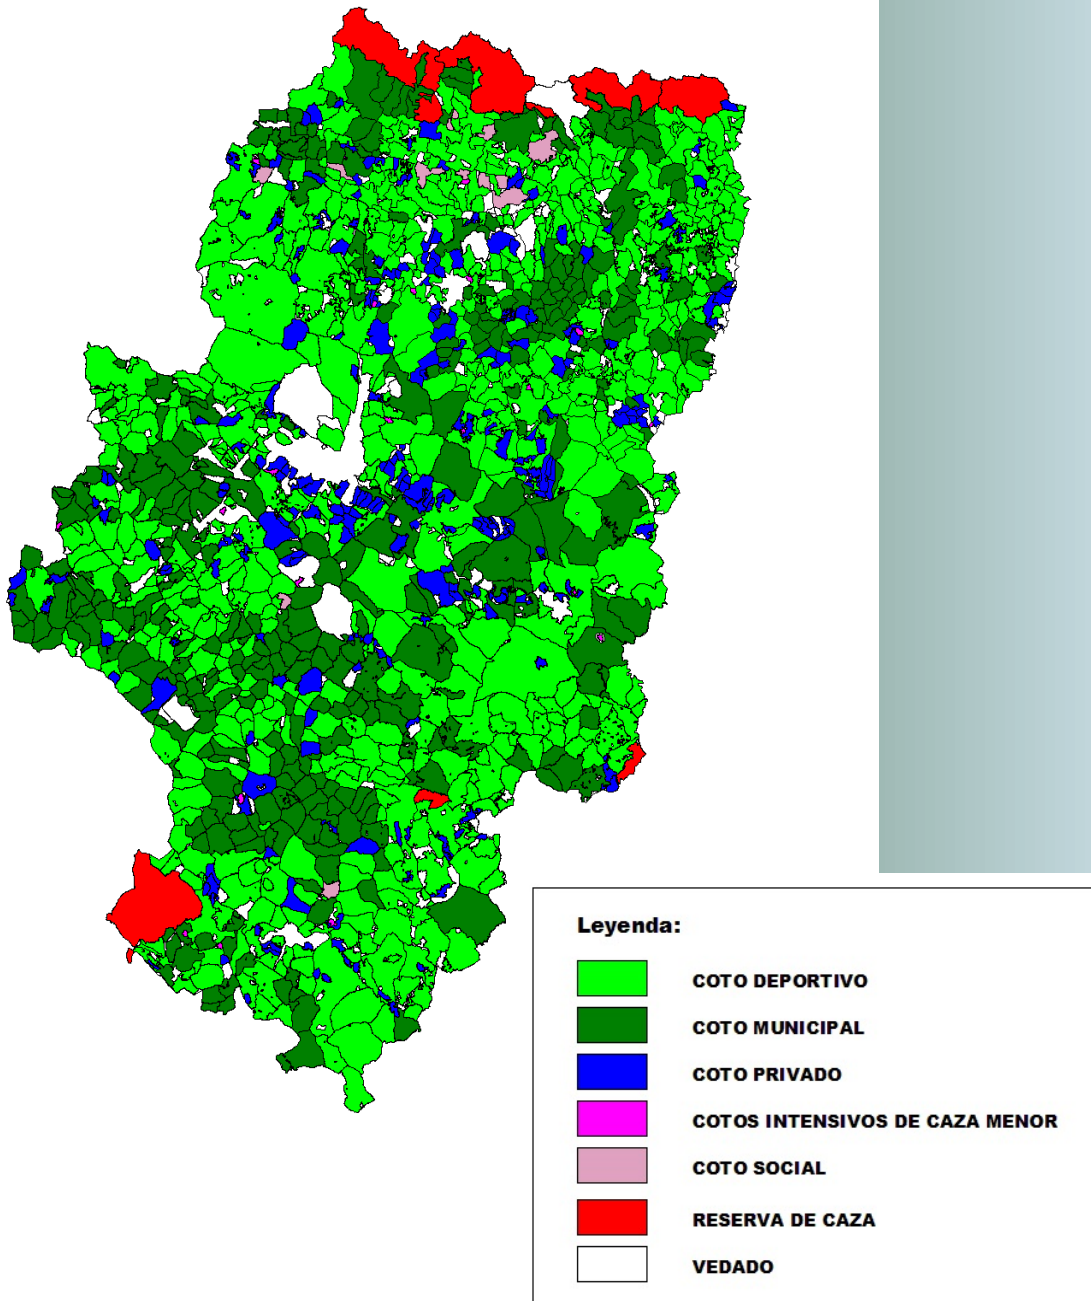 Leyenda:
COTO DEPORTIVO
COTO MUNICIPAL
COTO PRIVADO
COTOS INTENSIVOS DE CAZA MENOR
COTO SOCIAL
RESERVA DE CAZA
VEDADO